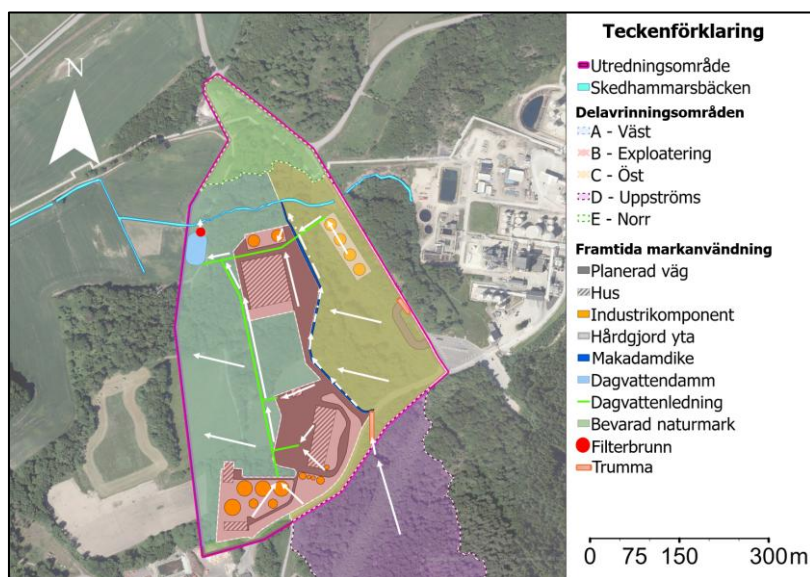 N
Teckenförklaring
Utredningsområde
Skedhammarsbäcken
Delavrinningsområden
A - Väst
B - Exploatering
C - Öst
D - Uppströms
E - Norr
Framtida markanvändning
Planerad väg
Hus
Industrikomponent
Hårdgjord yta
Makadamdike
Dagvattendamm
Dagvattenledning
Bevarad naturmark
Filterbrunn
Trumma
0 75 150 300 m